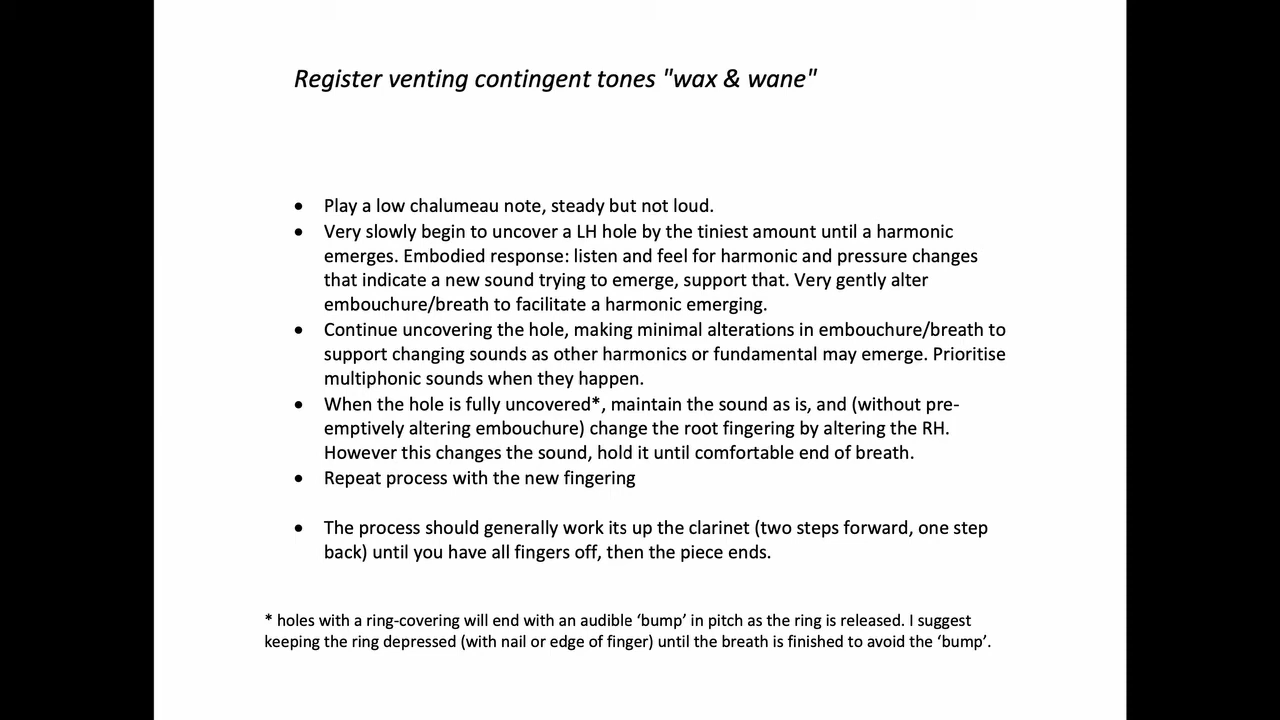 Register venting contingent tones "wax & wane"
• Play a low chalumeau note, steady but not loud.
• Very slowly begin to uncover a LH hole by the tiniest amount until a harmonic
emerges. Embodied response: listen and feel for harmonic and pressure changes
that indicate a new sound trying to emerge, support that. Very gently alter
embouchure/breath to facilitate a harmonic emerging.
• Continue uncovering the hole, making minimal alterations in embouchure/breath to
support changing sounds as other harmonics or fundamental may emerge. Prioritise
multiphonic sounds when they happen.
• When the hole is fully uncovered*, maintain the sound as is, and (without pre-
emptively altering embouchure) change the root fingering by altering the RH.
However this changes the sound, hold it until comfortable end of breath.
• Repeat process with the new fingering
• The process should generally work its up the clarinet (two steps forward, one step
back) until you have all fingers off, then the piece ends.
* holes with a ring-covering will end with an audible ‘bump’ in pitch as the ring is released. I suggest
keeping the ring depressed (with nail or edge of finger) until the breath is finished to avoid the ‘bump’.